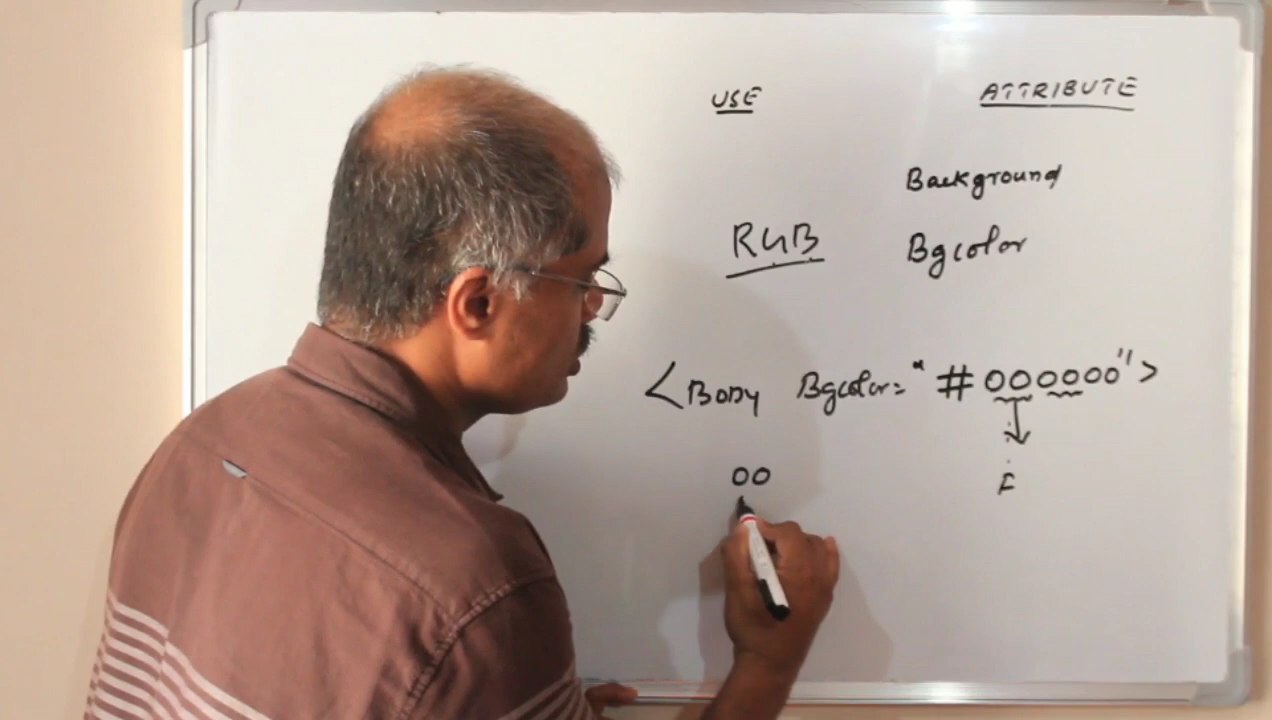 USE ATTRIBUTE
Background
RGB Bgcolor
<Body Bgcolor="#000000">
00 F